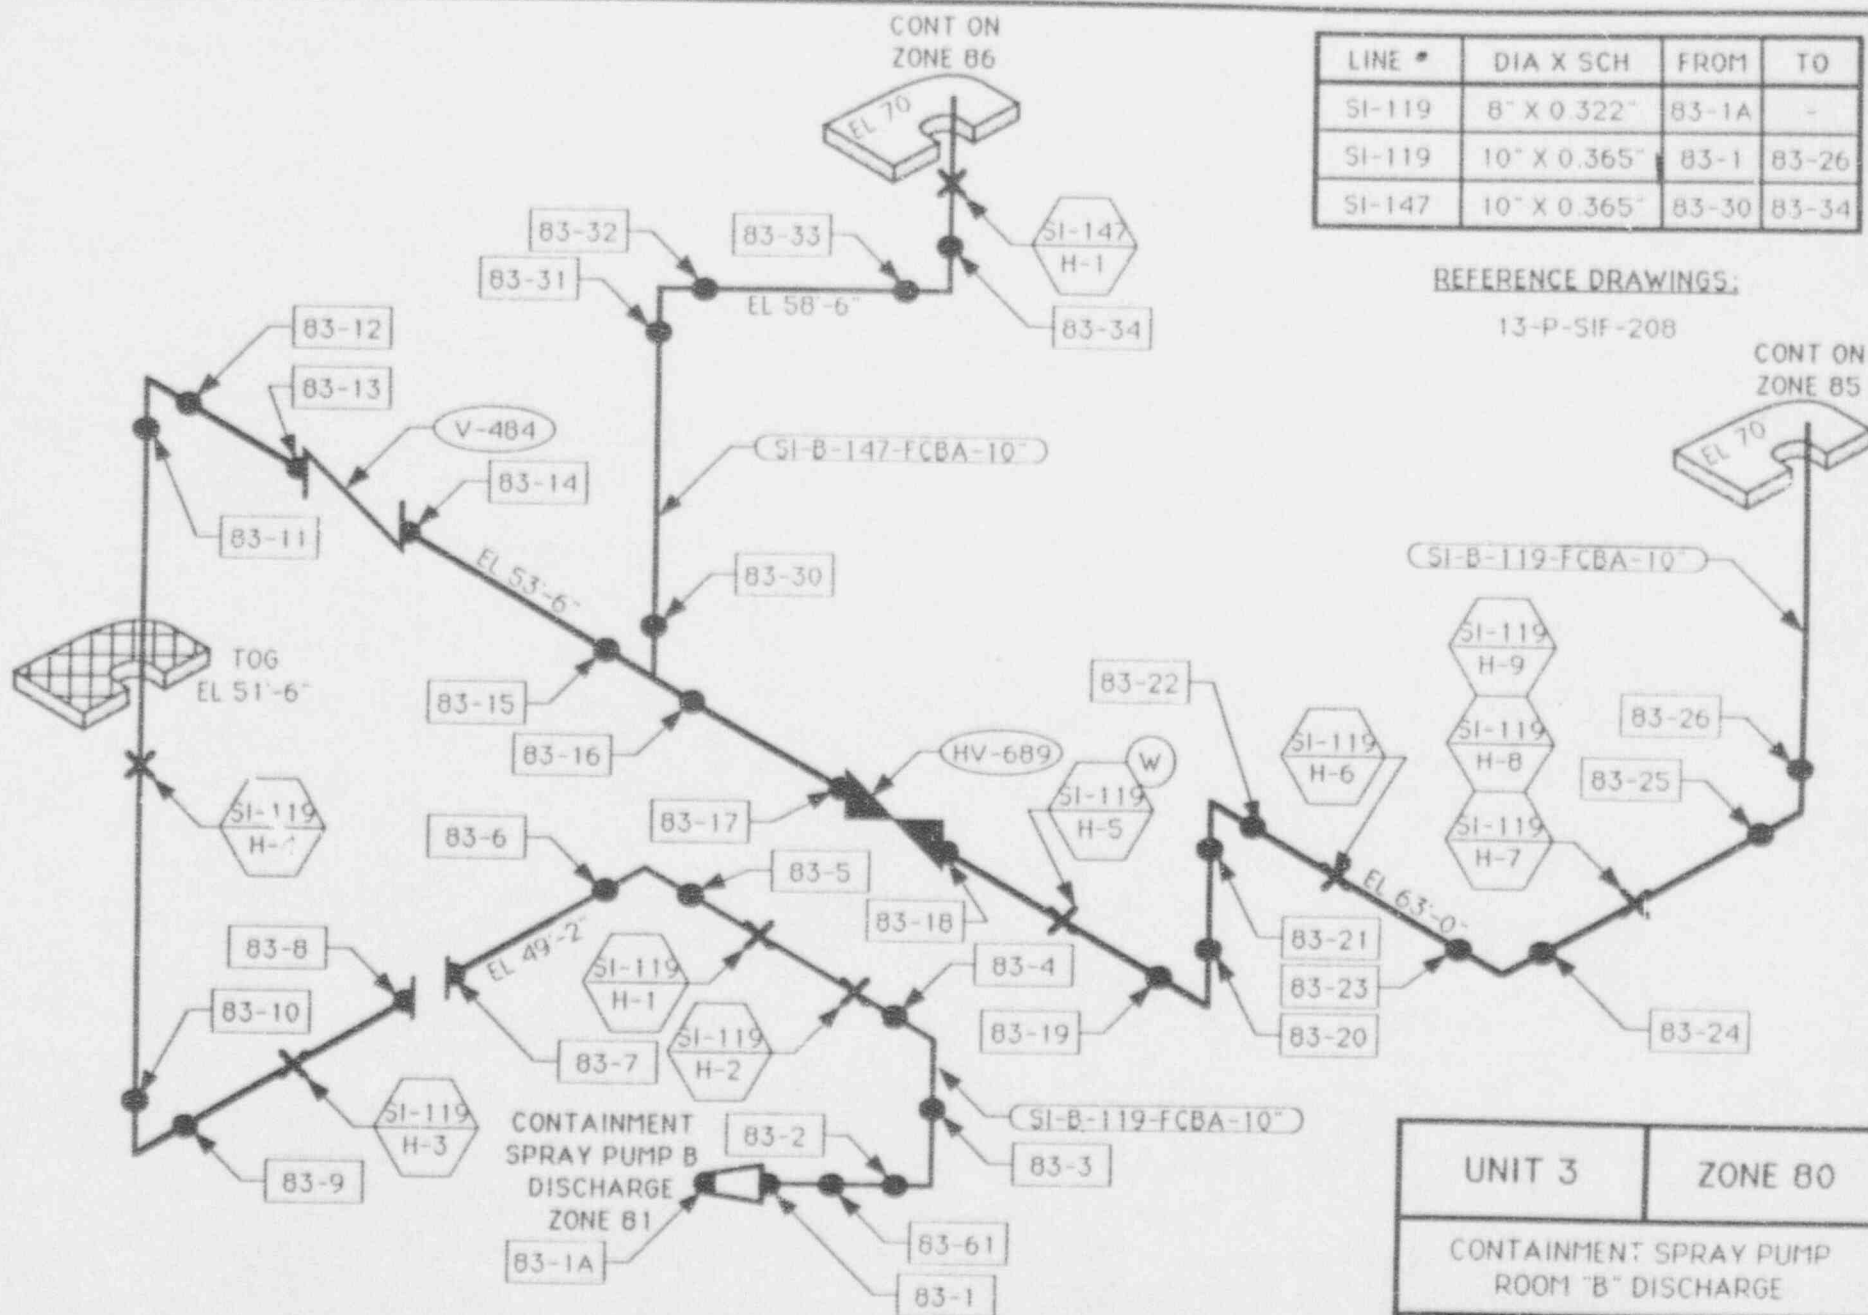 CONT ON
ZONE 86
EL 70
LINE # DIA X SCH FROM TO
SI-119 8" X 0.322" 83-1A -
SI-119 10" X 0.365" 83-1 83-26
SI-147 10" X 0.365" 83-30 83-34
REFERENCE DRAWINGS:
13-P-SIF-208
83-32
83-33
SI-147
H-1
83-31
EL 58'-6"
83-34
CONT ON
ZONE 85
EL 70
83-12
83-13
V-484
SI-B-147-FCBA-10"
83-14
83-11
EL 53'-6"
83-30
SI-B-119-FCBA-10"
TOG
EL 51'-6"
83-15
83-16
83-22
SI-119
H-9
SI-119
H-8
SI-119
H-7
83-26
83-25
HV-689
W
SI-119
H-5
SI-119
H-6
SI-119
83-17
83-6
83-5
83-18
EL 63'-0"
83-21
83-8
EL 49'-2"
SI-119
H-1
83-4
83-23
83-10
83-7
SI-119
H-2
83-19
83-20
83-24
SI-119
H-3
83-9
CONTAINMENT
SPRAY PUMP B
DISCHARGE
ZONE 81
83-2
SI-B-119-FCBA-10"
83-3
83-1A
83-61
83-1
UNIT 3
ZONE 80
CONTAINMENT SPRAY PUMP
ROOM "B" DISCHARGE